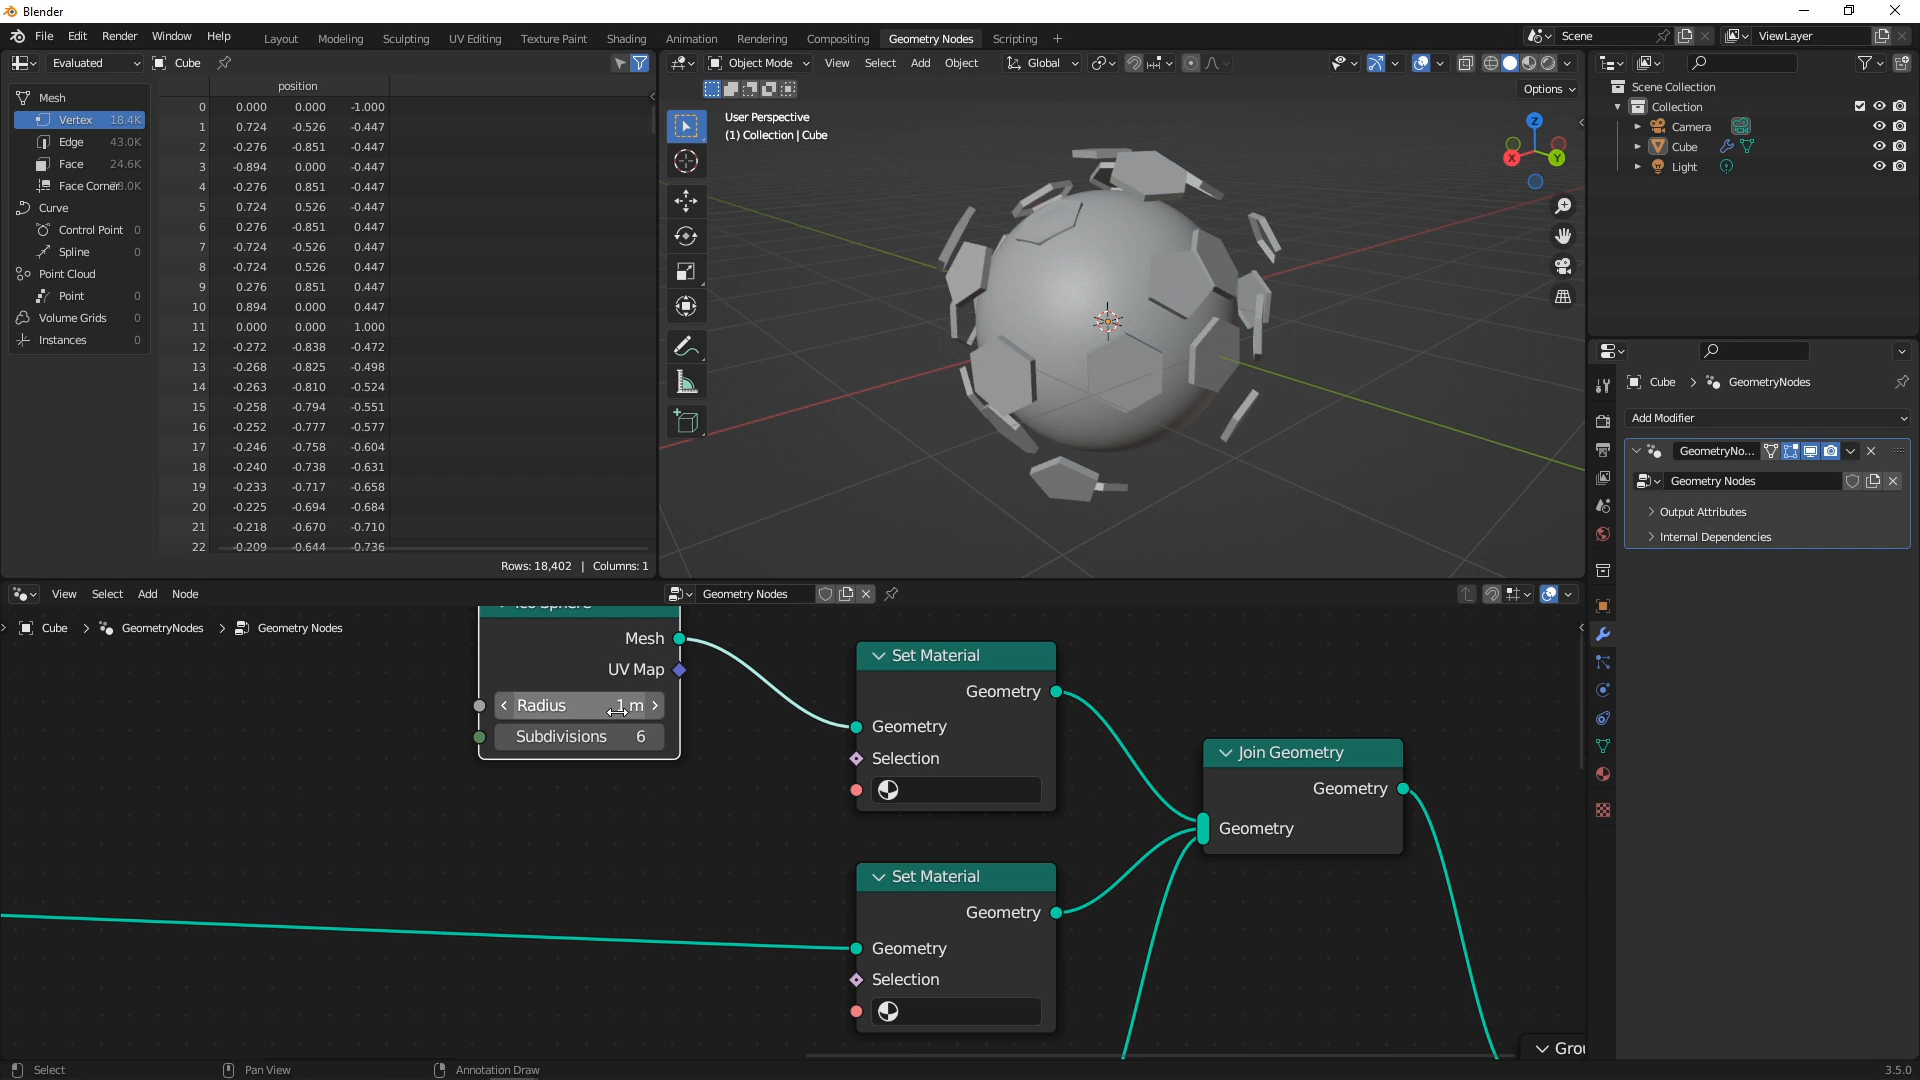 Blender
File Edit Render Window Help
Layout Modeling Sculpting UV Editing Texture Paint Shading Animation Rendering Compositing Geometry Nodes Scripting +
Scene
ViewLayer
Evaluated
Cube
Object Mode View Select Add Object
Global
Options
position
Mesh
Vertex 18.4K
Edge 43.0K
Face 24.6K
Face Corner
Curve
Control Point 0
Spline 0
Point Cloud
Point 0
Volume Grids 0
Instances 0
0 0.000 0.000 -1.000
1 0.724 -0.526 -0.447
2 -0.276 -0.851 -0.447
3 -0.894 0.000 -0.447
4 -0.276 0.851 -0.447
5 0.724 0.526 -0.447
6 0.276 -0.851 0.447
7 -0.724 -0.526 0.447
8 -0.724 0.526 0.447
9 0.276 0.851 0.447
10 0.894 0.000 0.447
11 0.000 0.000 1.000
12 -0.272 -0.838 -0.472
13 -0.268 -0.825 -0.498
14 -0.263 -0.810 -0.524
15 -0.258 -0.794 -0.551
16 -0.252 -0.777 -0.577
17 -0.246 -0.758 -0.604
18 -0.240 -0.738 -0.631
19 -0.233 -0.717 -0.658
20 -0.225 -0.694 -0.684
21 -0.218 -0.670 -0.710
22 -0.209 -0.644 -0.736
Rows: 18,402 | Columns: 1
User Perspective
(1) Collection | Cube
Z
X
Y
Scene Collection
Collection
Camera
Cube
Light
Cube > GeometryNodes
Add Modifier
GeometryNo...
Geometry Nodes
Output Attributes
Internal Dependencies
View Select Add Node
Geometry Nodes
Cube > GeometryNodes > Geometry Nodes
Ico Sphere
Mesh
UV Map
Radius 1 m
Subdivisions 6
Set Material
Geometry
Geometry
Selection
Join Geometry
Geometry
Geometry
Set Material
Geometry
Geometry
Selection
Select
Pan View
Annotation Draw
3.5.0